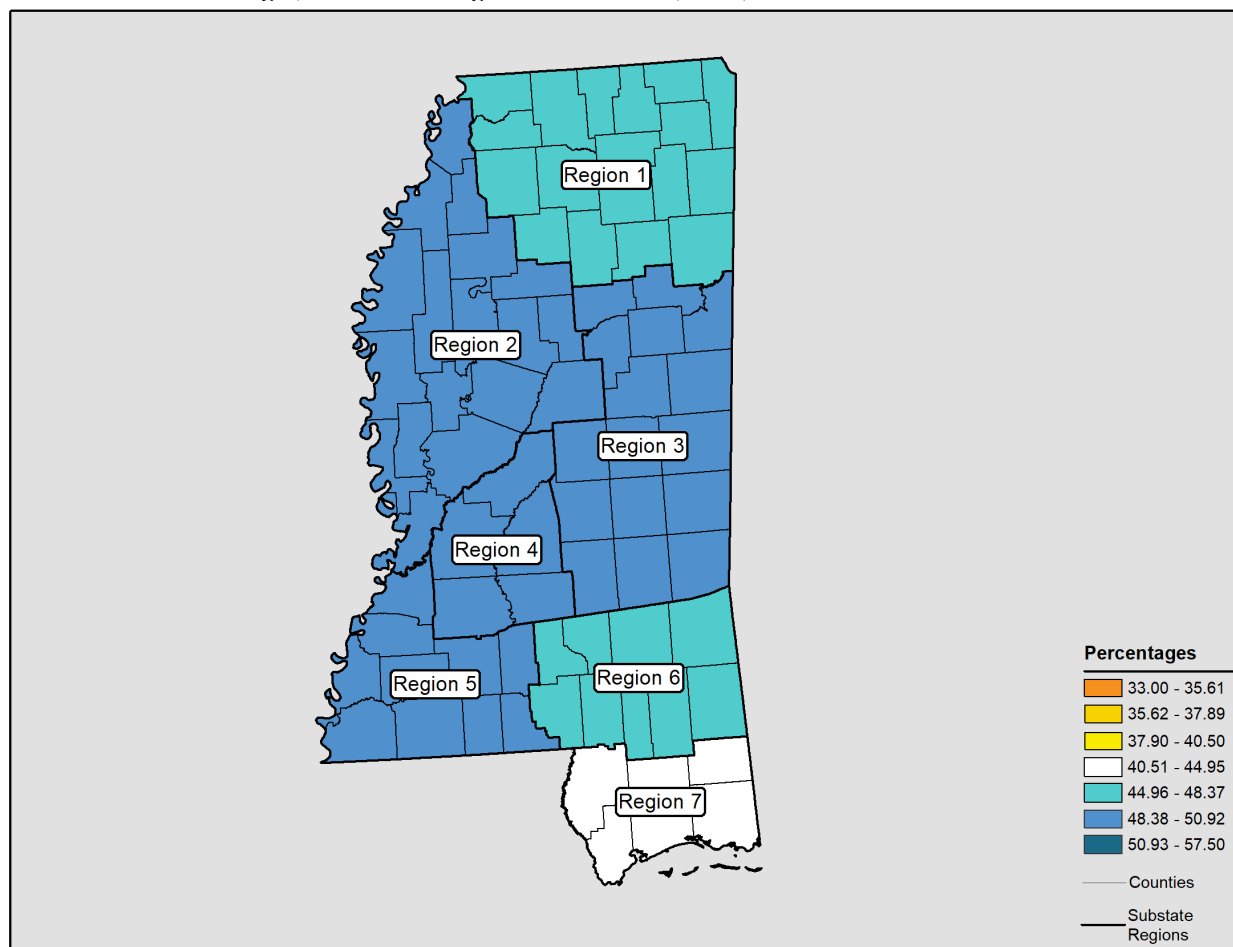 Region 1
Region 2
Region 3
Region 4
Region 5
Region 6
Region 7
Percentages
33.00 - 35.61
35.62 - 37.89
37.90 - 40.50
40.51 - 44.95
44.96 - 48.37
48.38 - 50.92
50.93 - 57.50
Counties
Substate
Regions